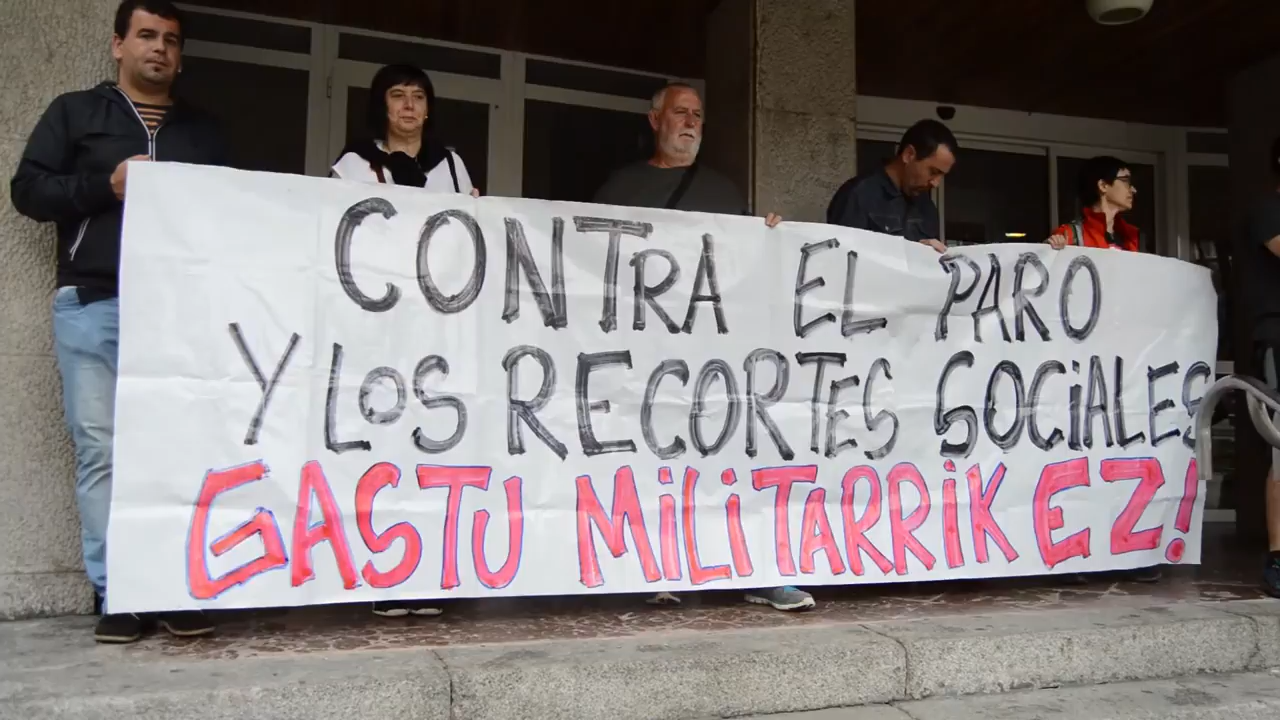 CONTRA EL PARO
Y LOS RECORTES SOCIALES
GASTU MILITARRIK EZ!